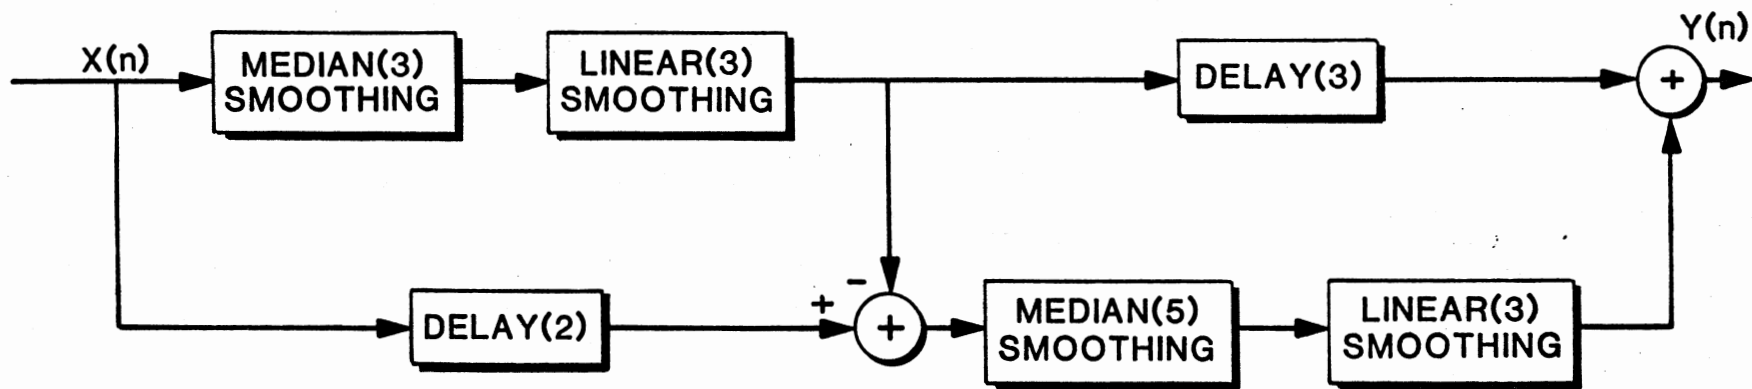 X(n)
MEDIAN(3)
SMOOTHING
LINEAR(3)
SMOOTHING
DELAY(3)
+
Y(n)
DELAY(2)
+
−
+
MEDIAN(5)
SMOOTHING
LINEAR(3)
SMOOTHING